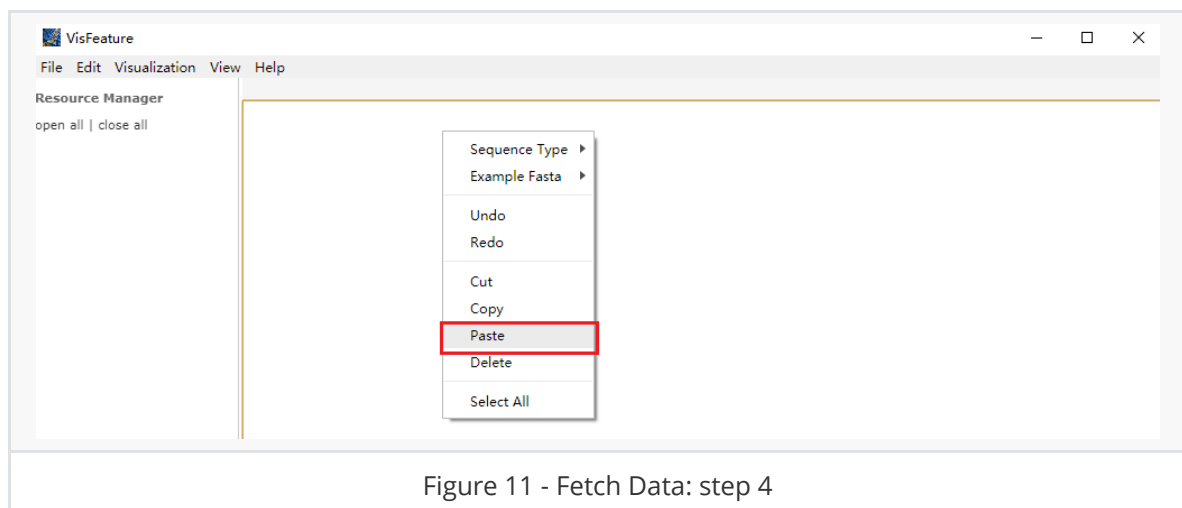 VisFeature
File Edit Visualization View Help
Resource Manager
open all | close all
Sequence Type
Example Fasta
Undo
Redo
Cut
Copy
Paste
Delete
Select All
Figure 11 - Fetch Data: step 4